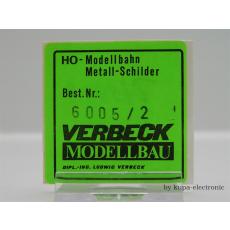 HO-Modellbahn
Metall-Schilder
Best.Nr.:
6005/2
VERBECK
MODELLBAU
DIPL.-ING. LUDWIG VERBECK
by kupa-electronic